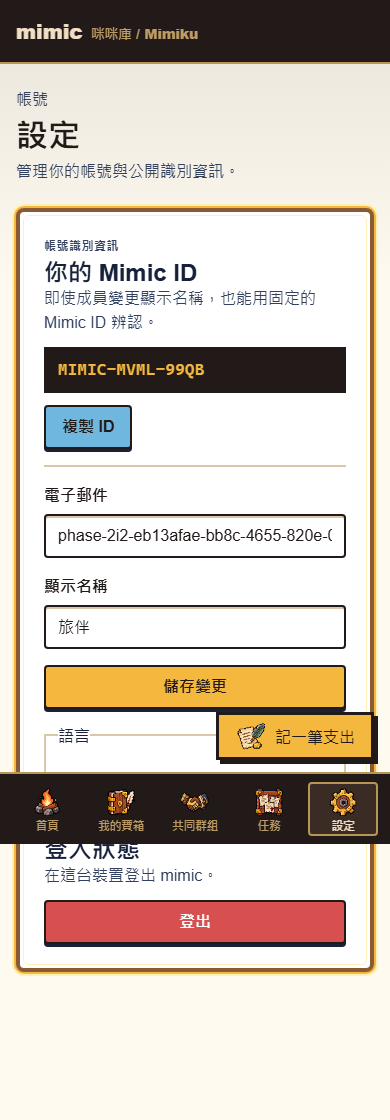 mimic 咪咪庫 / Mimiku
帳號
設定
管理你的帳號與公開識別資訊。
帳號識別資訊
你的 Mimic ID
即使成員變更顯示名稱，也能用固定的
Mimic ID 辨認。
MIMIC-MVML-99QB
複製 ID
電子郵件
phase-2i2-eb13afae-bb8c-4655-820e-0
顯示名稱
旅伴
儲存變更
語言
記一筆支出
首頁
我的寶箱
共同群組
任務
設定
登入狀態
在這台裝置登出 mimic。
登出